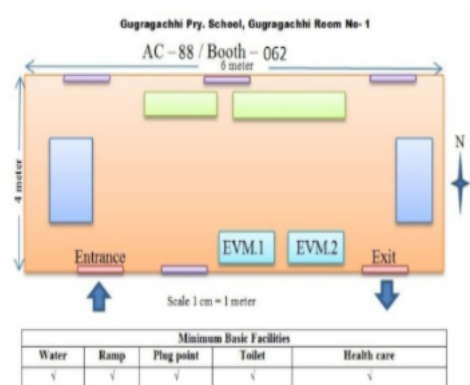 Gugragachhi Pry. School, Gugragachhi Room No- 1
AC - 88 / Booth - 062
6 meter
4 meter
N
EVM.1 EVM.2
Entrance Exit
Scale 1 cm = 1 meter
Minimum Basic Facilities
Water Ramp Plug point Toilet Health care
√ √ √ √ √